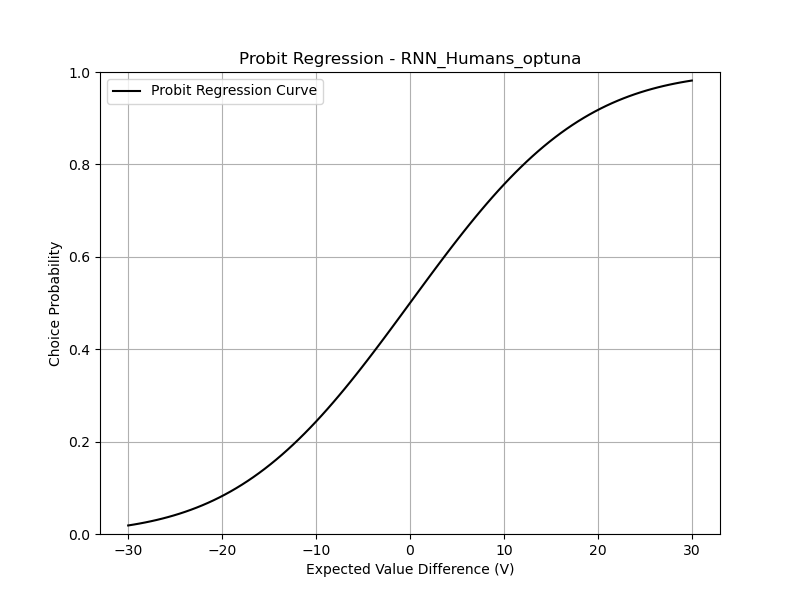 Probit Regression - RNN_Humans_optuna
Probit Regression Curve
1.0
0.8
0.6
0.4
0.2
0.0
Choice Probability
−30 −20 −10 0 10 20 30
Expected Value Difference (V)